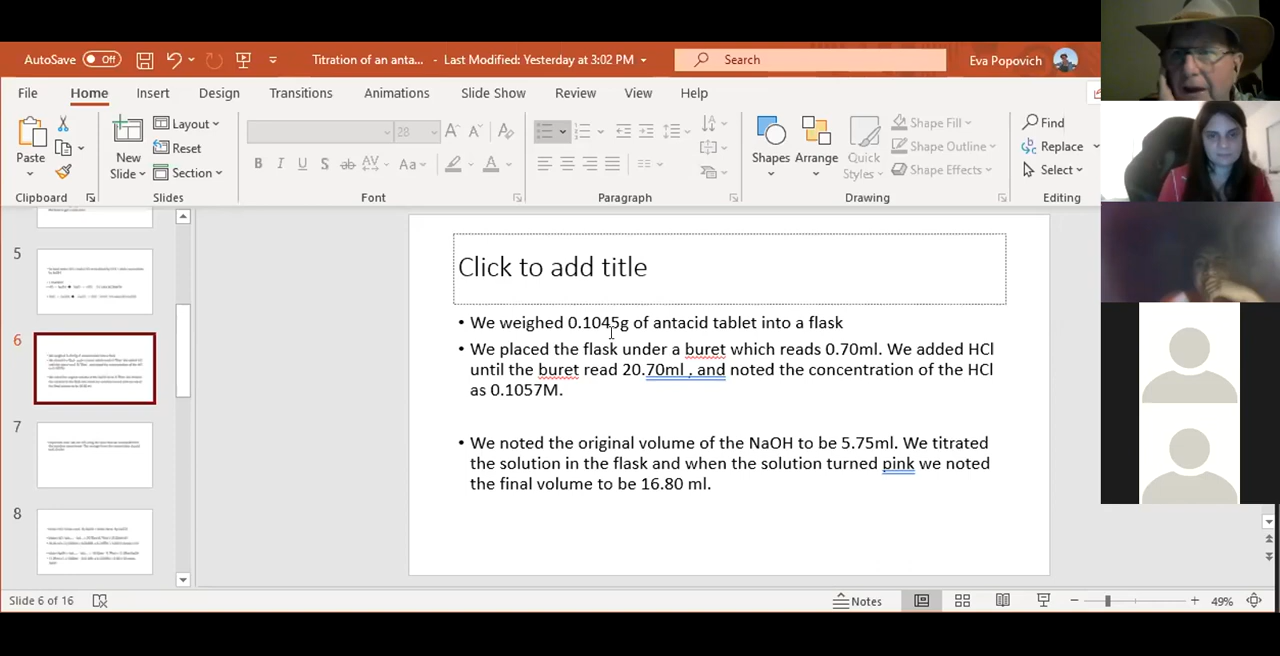 AutoSave Off Titration of an anta... - Last Modified: Yesterday at 3:02 PM Search Eva Popovich
File Home Insert Design Transitions Animations Slide Show Review View Help
Paste
Clipboard
New
Slide
Layout
Reset
Section
Slides
28
Font
Paragraph
Shapes Arrange Quick
Styles
Shape Fill
Shape Outline
Shape Effects
Drawing
Find
Replace
Select
Editing
5
6
7
8
Click to add title
• We weighed 0.1045g of antacid tablet into a flask
• We placed the flask under a buret which reads 0.70ml. We added HCl
until the buret read 20.70ml , and noted the concentration of the HCl
as 0.1057M.
• We noted the original volume of the NaOH to be 5.75ml. We titrated
the solution in the flask and when the solution turned pink we noted
the final volume to be 16.80 ml.
Slide 6 of 16 Notes 49%